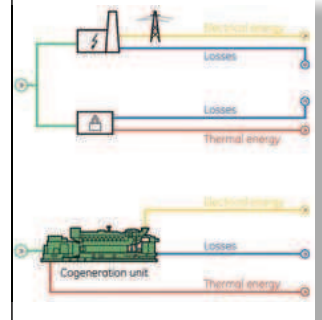 Electrical energy
Losses
Losses
Thermal energy
Electrical energy
Losses
Cogeneration unit
Thermal energy